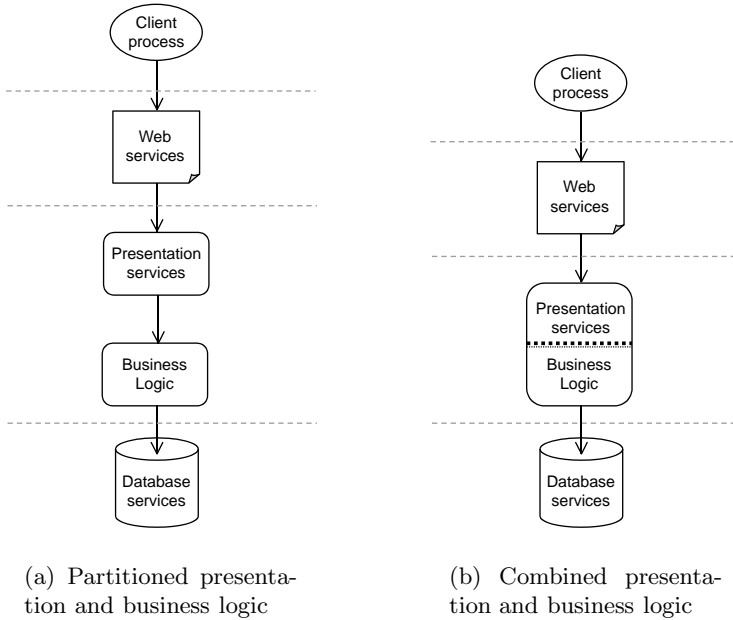 Client
process
Web
services
Presentation
services
Business
Logic
Database
services
(a) Partitioned presenta-
tion and business logic
Client
process
Web
services
Presentation
services
Business
Logic
Database
services
(b) Combined presenta-
tion and business logic